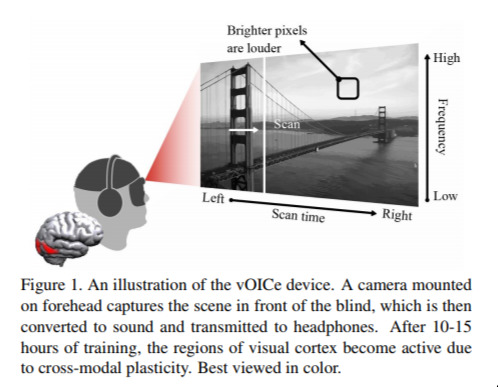 Brighter pixels
are louder
High
Scan
Frequency
Low
Left
Scan time
Right
Figure 1. An illustration of the vOICe device. A camera mounted
on forehead captures the scene in front of the blind, which is then
converted to sound and transmitted to headphones. After 10-15
hours of training, the regions of visual cortex become active due
to cross-modal plasticity. Best viewed in color.